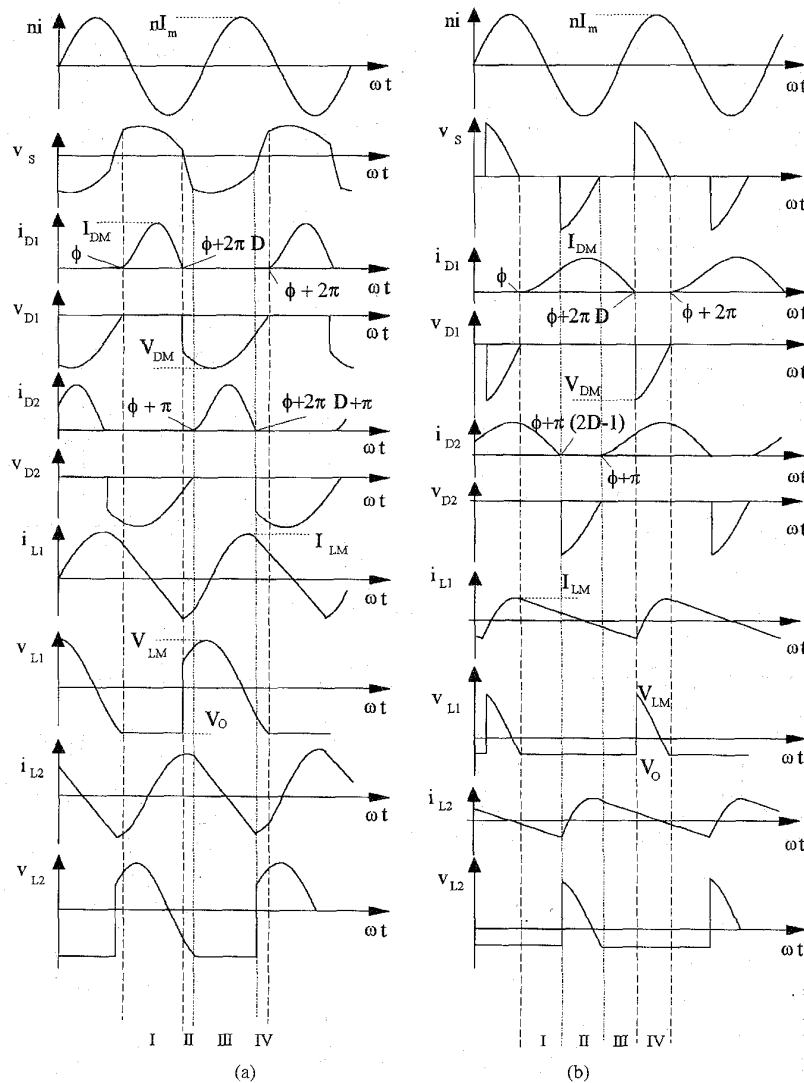 ni
nI_m
ωt
v_S
ωt
i_D1
I_DM
ϕ
ϕ+2π D
ϕ + 2π
ωt
v_D1
V_DM
ωt
i_D2
ϕ + π
ϕ+2π D+π
ωt
v_D2
ωt
i_L1
I_LM
ωt
v_L1
V_LM
V_O
ωt
i_L2
ωt
v_L2
ωt
I II III IV
(a)
ni
nI_m
ωt
v_S
ωt
I_DM
i_D1
ϕ
ϕ+2π D
ϕ + 2π
ωt
v_D1
V_DM
ωt
ϕ+π (2D-1)
i_D2
ϕ+π
ωt
v_D2
ωt
i_L1
I_LM
ωt
v_L1
V_LM
V_O
ωt
i_L2
ωt
v_L2
ωt
I II III IV
(b)